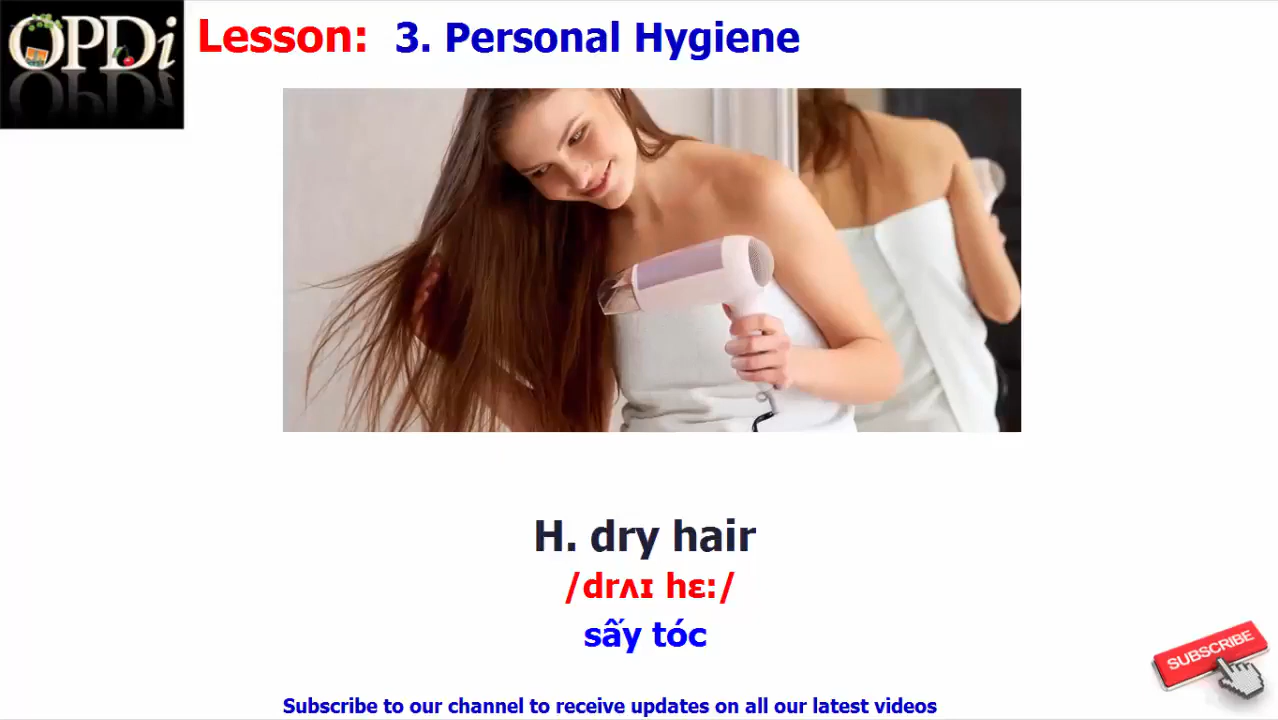 OPDi
Lesson: 3. Personal Hygiene
H. dry hair
/drʌɪ hɛː/
sấy tóc
SUBSCRIBE
Subscribe to our channel to receive updates on all our latest videos